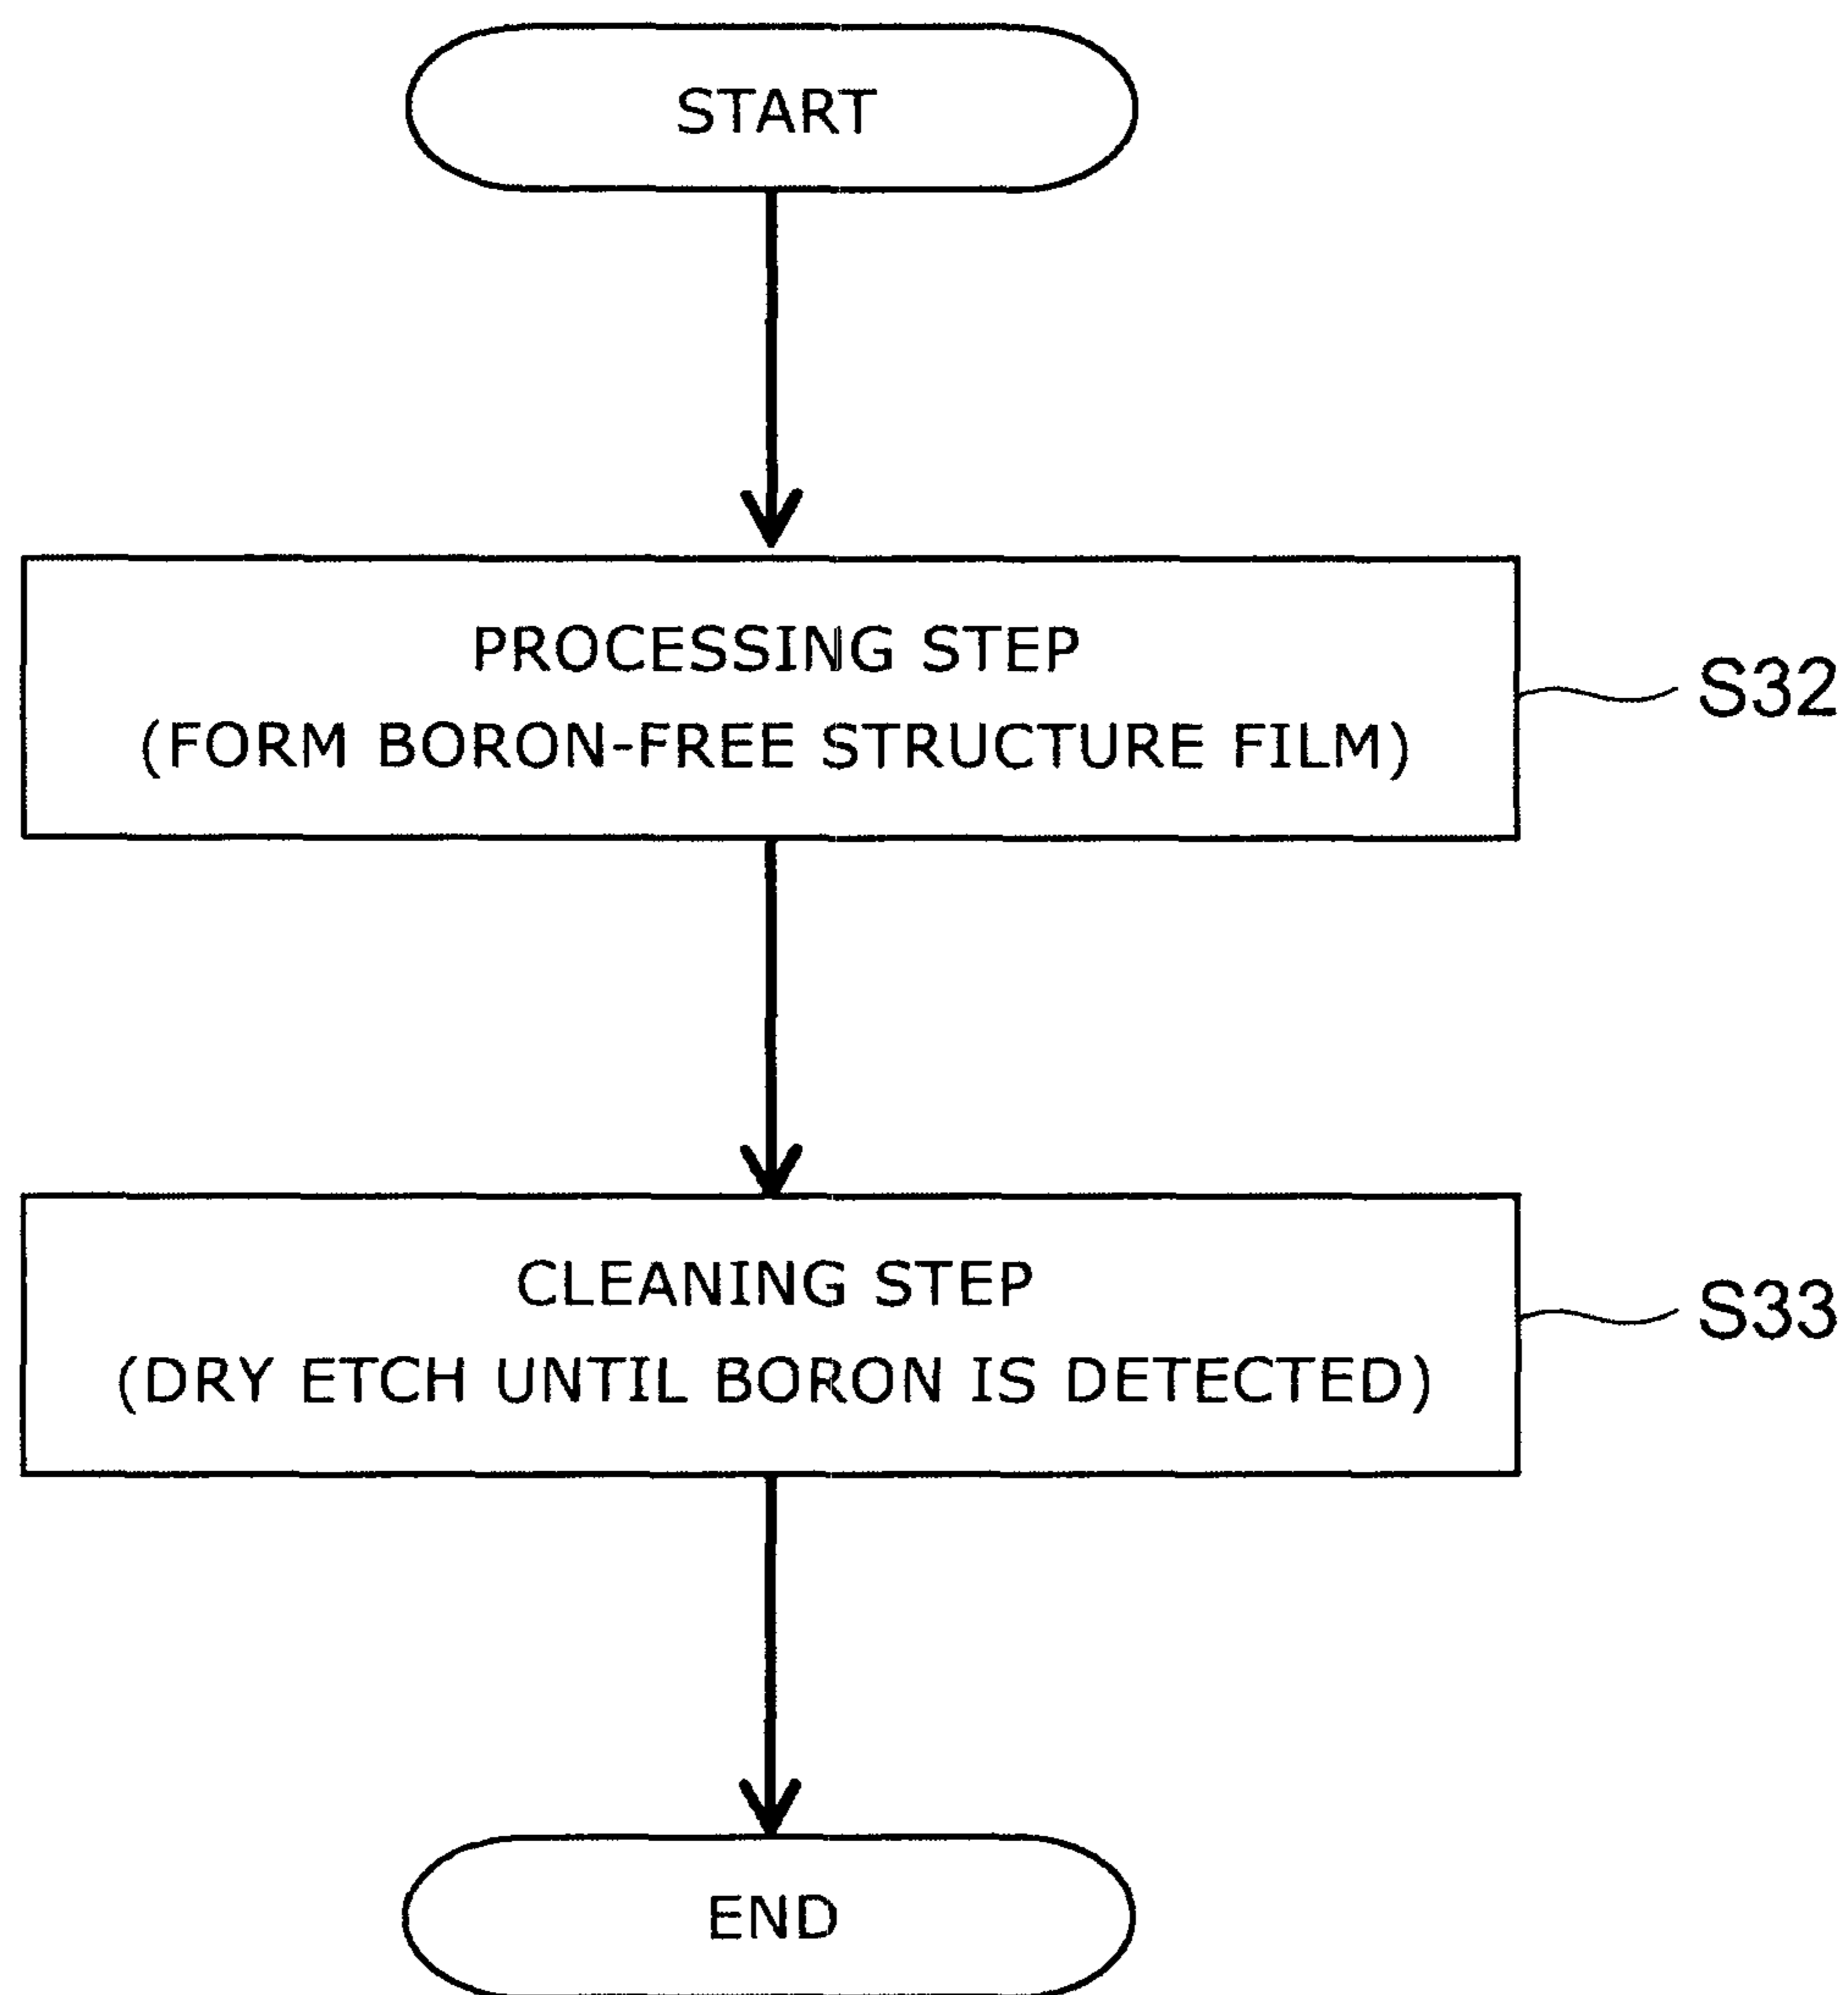 START
PROCESSING STEP
(FORM BORON-FREE STRUCTURE FILM)
S32
CLEANING STEP
(DRY ETCH UNTIL BORON IS DETECTED)
S33
END